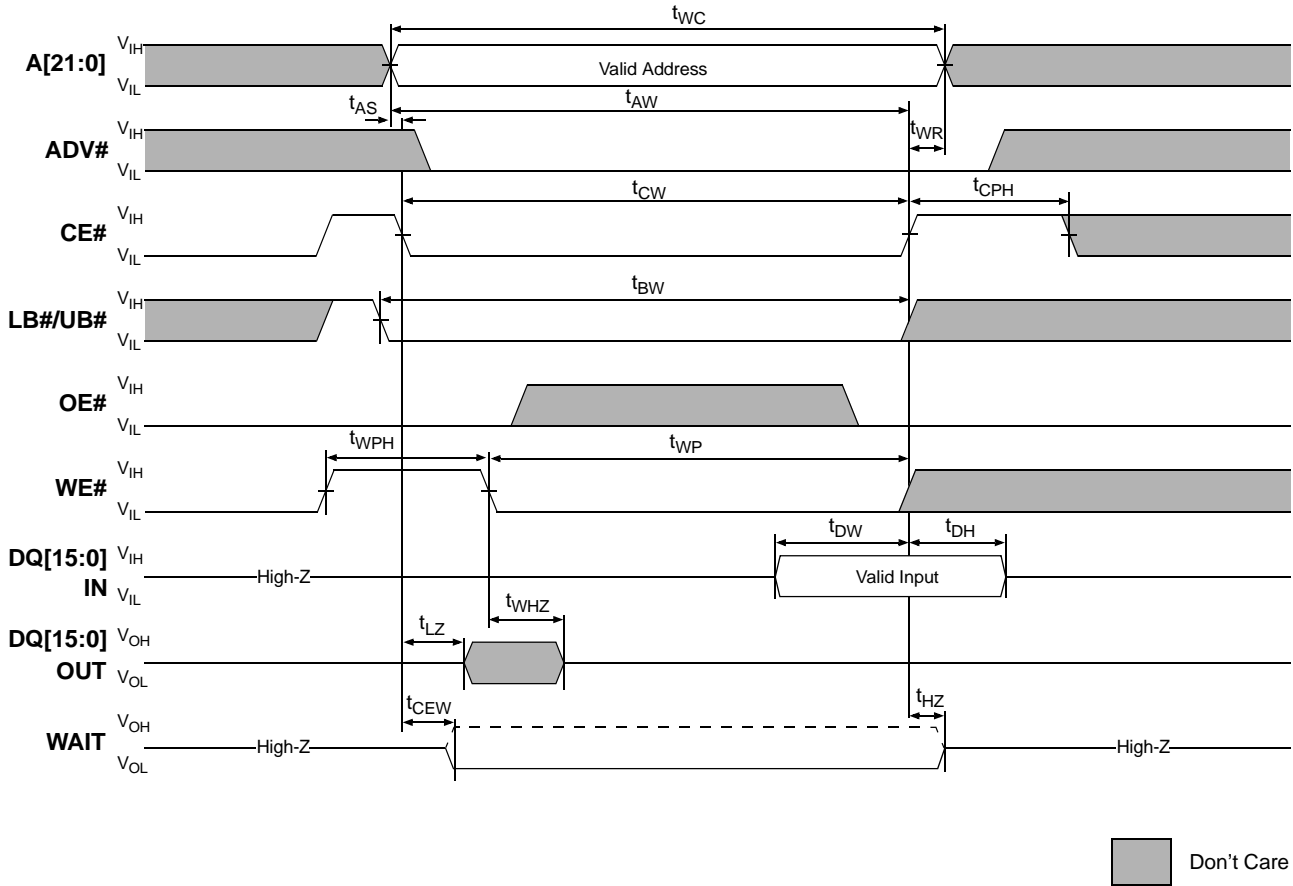 tWC
A[21:0]
VIH
VIL
Valid Address
tAS
tAW
tWR
ADV#
VIH
VIL
tCW
tCPH
CE#
VIH
VIL
tBW
LB#/UB#
VIH
VIL
OE#
VIH
VIL
tWPH
tWP
WE#
VIH
VIL
tDW
tDH
DQ[15:0]
IN
VIH
VIL
High-Z
Valid Input
tLZ
tWHZ
DQ[15:0]
OUT
VOH
VOL
tCEW
tHZ
WAIT
VOH
VOL
High-Z
High-Z
Don't Care